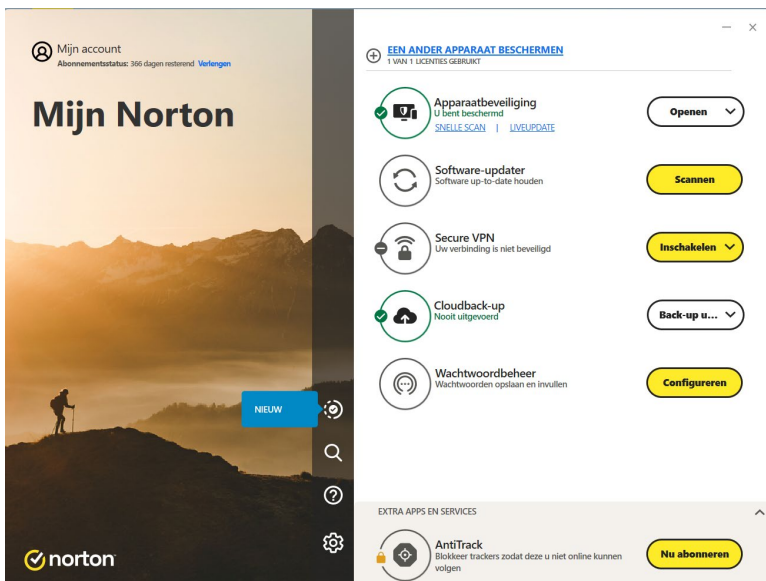 Mijn account
Abonnementsstatus: 366 dagen resterend Verlengen
Mijn Norton
NIEUW
norton
EEN ANDER APPARAAT BESCHERMEN
1 VAN 1 LICENTIES GEBRUIKT
Apparaatbeveiliging
U bent beschermd
SNELLE SCAN | LIVEUPDATE
Openen
Software-updater
Software up-to-date houden
Scannen
Secure VPN
Uw verbinding is niet beveiligd
Inschakelen
Cloudback-up
Nooit uitgevoerd
Back-up u...
Wachtwoordbeheer
Wachtwoorden opslaan en invullen
Configureren
EXTRA APPS EN SERVICES
AntiTrack
Blokkeer trackers zodat deze u niet online kunnen
volgen
Nu abonneren